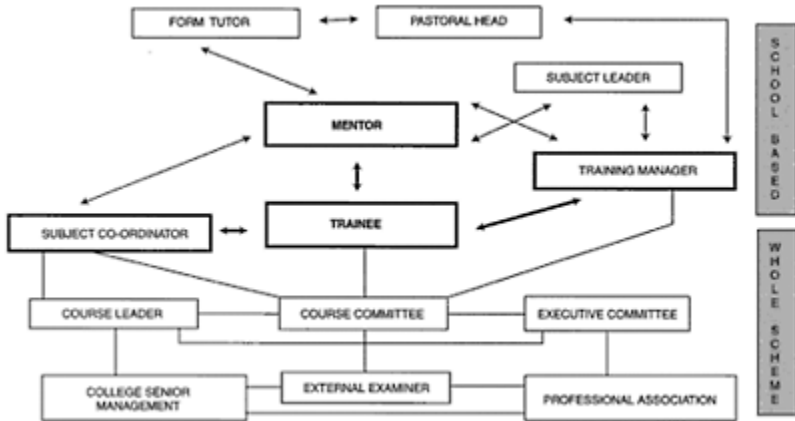 FORM TUTOR
PASTORAL HEAD
SUBJECT LEADER
MENTOR
TRAINING MANAGER
TRAINEE
SUBJECT CO-ORDINATOR
COURSE LEADER
COURSE COMMITTEE
EXECUTIVE COMMITTEE
COLLEGE SENIOR
MANAGEMENT
EXTERNAL EXAMINER
PROFESSIONAL ASSOCIATION
SCHOOL BASED
WHOLE SCHEME